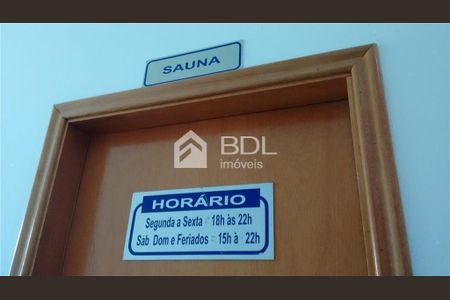 SAUNA
BDL
imóveis
HORÁRIO
Segunda a Sexta - 18h às 22h
Sab Dom e Feriados - 15h à 22h